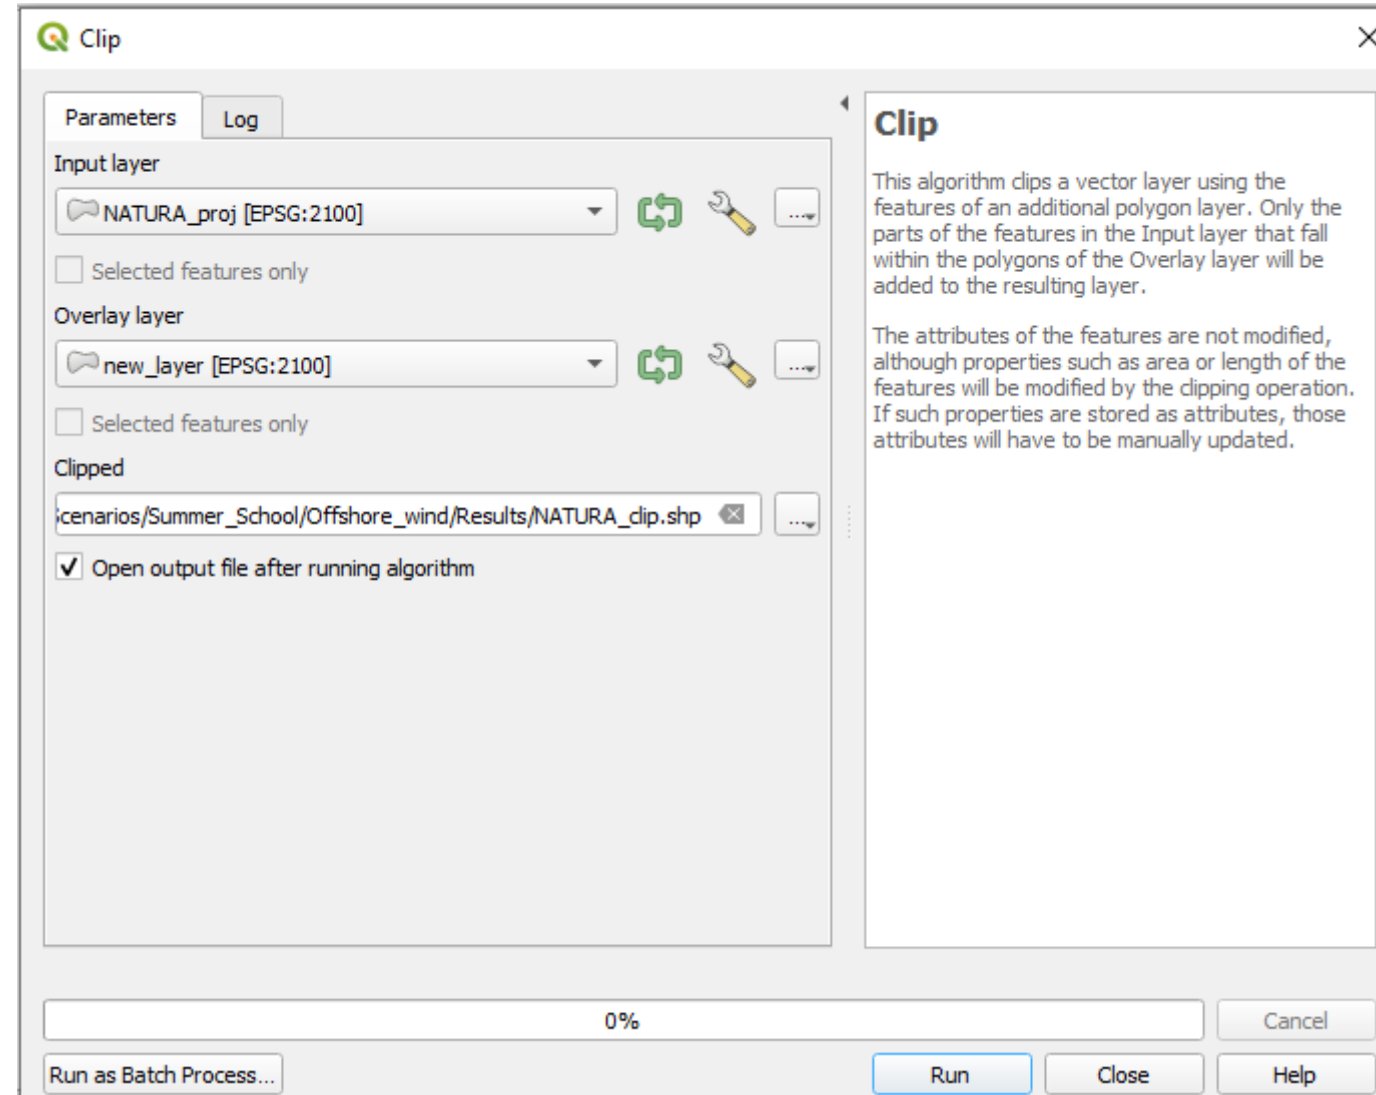 Clip
Parameters
Log
Input layer
NATURA_proj [EPSG:2100]
...
Selected features only
Overlay layer
new_layer [EPSG:2100]
...
Selected features only
Clipped
cenarios/Summer_School/Offshore_wind/Results/NATURA_clip.shp
...
Open output file after running algorithm
Clip
This algorithm clips a vector layer using the
features of an additional polygon layer. Only the
parts of the features in the Input layer that fall
within the polygons of the Overlay layer will be
added to the resulting layer.
The attributes of the features are not modified,
although properties such as area or length of the
features will be modified by the clipping operation.
If such properties are stored as attributes, those
attributes will have to be manually updated.
0%
Cancel
Run as Batch Process...
Run
Close
Help